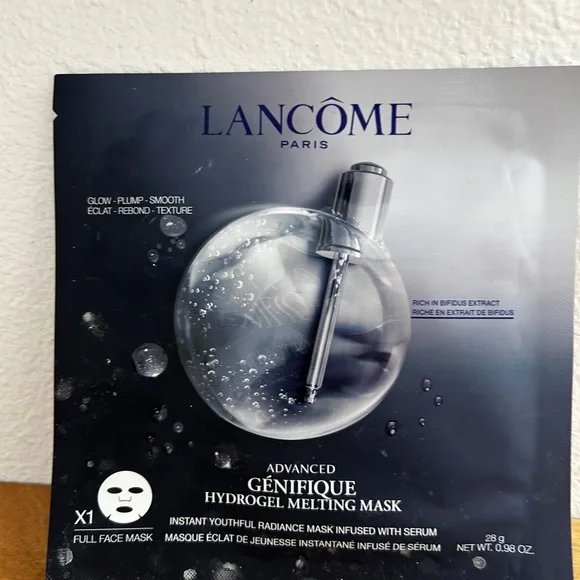 LANCÔME
PARIS
GLOW - PLUMP - SMOOTH
ÉCLAT - REBOND - TEXTURE
RICH IN BIFIDUS EXTRACT
RICHE EN EXTRAIT DE BIFIDUS
ADVANCED
GÉNIFIQUE
HYDROGEL MELTING MASK
X1
FULL FACE MASK
INSTANT YOUTHFUL RADIANCE MASK INFUSED WITH SERUM
MASQUE ÉCLAT DE JEUNESSE INSTANTANÉ INFUSÉ DE SÉRUM
28 g
NET WT. 0.98 OZ.